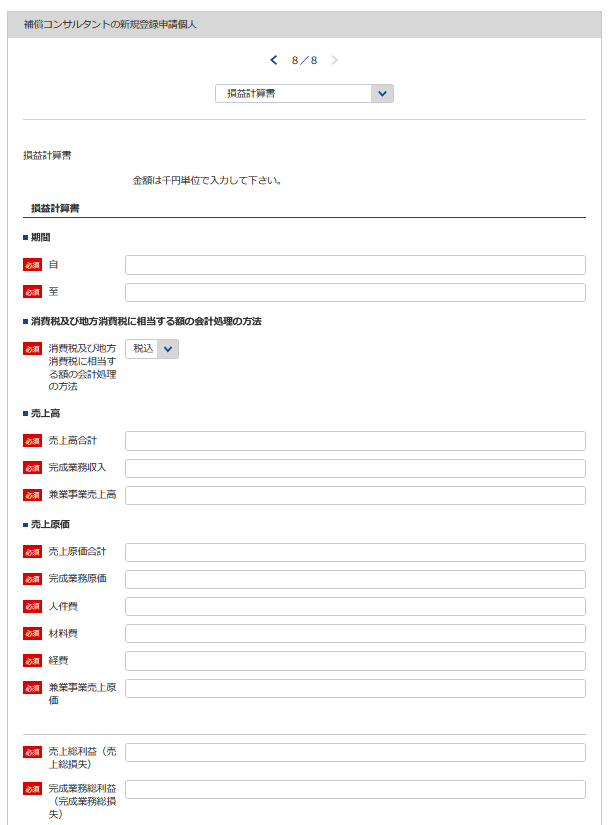 補償コンサルタントの新規登録申請個人
8／8
損益計算書
損益計算書
金額は千円単位で入力して下さい。
損益計算書
期間
必須 自
必須 至
消費税及び地方消費税に相当する額の会計処理の方法
必須 消費税及び地方 税込
消費税に相当す
る額の会計処理
の方法
売上高
必須 売上高合計
必須 完成業務収入
必須 兼業事業売上高
売上原価
必須 売上原価合計
必須 完成業務原価
必須 人件費
必須 材料費
必須 経費
必須 兼業事業売上原
価
必須 売上総利益（売
上総損失）
必須 完成業務総利益
（完成業務総損
失）